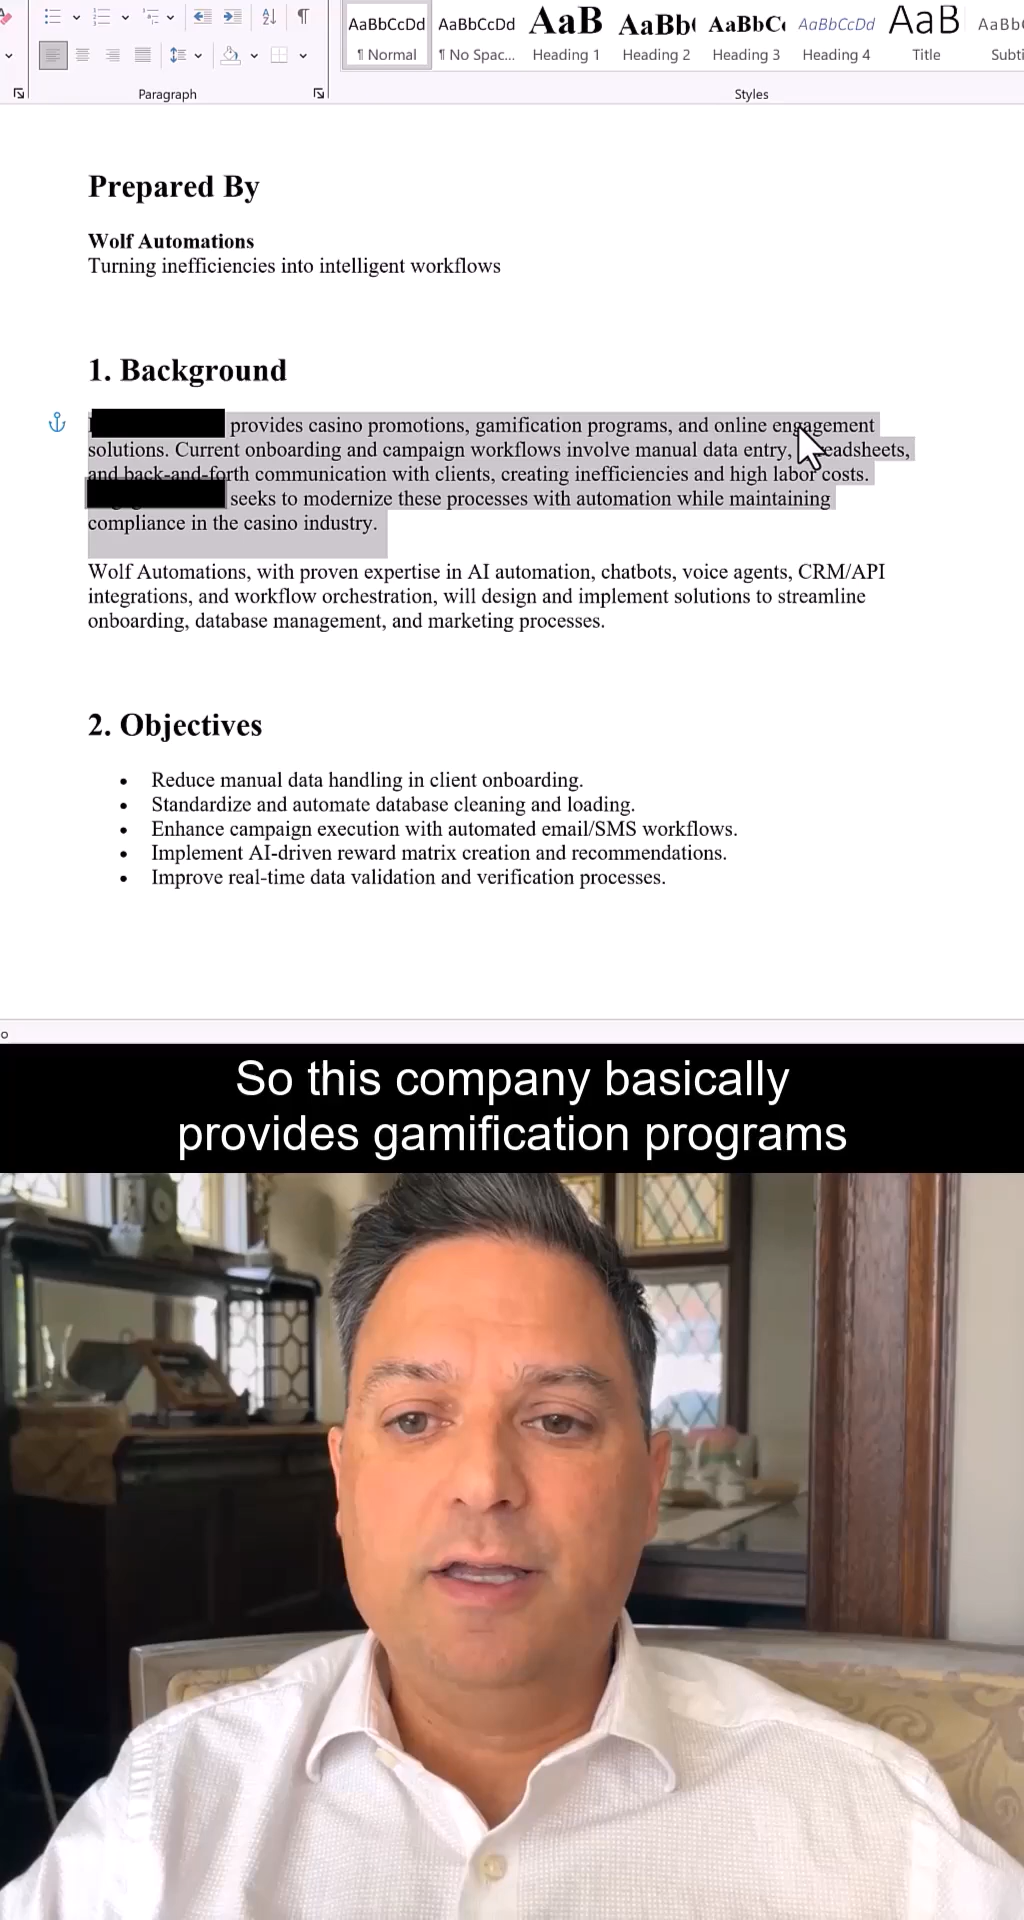 AaBbCcDd AaBbCcDd AaB AaBb( AaBbC AaBbCcDd AaB AaBb
¶ Normal ¶ No Spac... Heading 1 Heading 2 Heading 3 Heading 4 Title Subti
Paragraph Styles
Prepared By
Wolf Automations
Turning inefficiencies into intelligent workflows
1. Background
provides casino promotions, gamification programs, and online engagement
solutions. Current onboarding and campaign workflows involve manual data entry,
and back-and-forth communication with clients, creating inefficiencies and high labor costs.
seeks to modernize these processes with automation while maintaining
compliance in the casino industry.
Wolf Automations, with proven expertise in AI automation, chatbots, voice agents, CRM/API
integrations, and workflow orchestration, will design and implement solutions to streamline
onboarding, database management, and marketing processes.
2. Objectives
• Reduce manual data handling in client onboarding.
• Standardize and automate database cleaning and loading.
• Enhance campaign execution with automated email/SMS workflows.
• Implement AI-driven reward matrix creation and recommendations.
• Improve real-time data validation and verification processes.
So this company basically
provides gamification programs